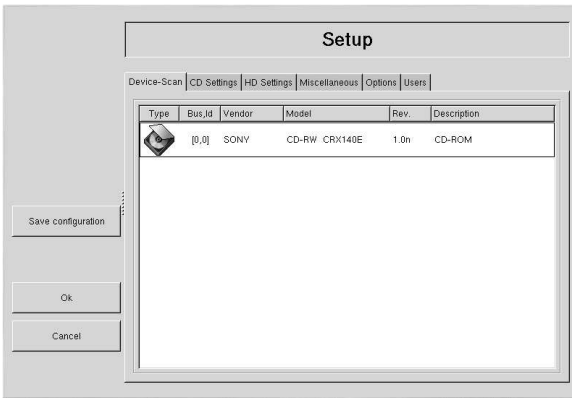 Setup
Device-Scan CD Settings HD Settings Miscellaneous Options Users
Type Bus,Id Vendor Model Rev. Description
[0,0] SONY CD-RW CRX140E 1.0n CD-ROM
Save configuration
Ok
Cancel